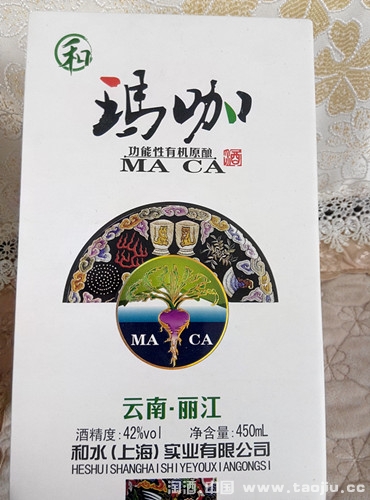 和
瑪咖
功能性有机原酿
MA CA 酒
MA CA
云南·丽江
酒精度:42%vol 净含量:450mL
和水(上海)实业有限公司
HESHUISHANGHAISHIYEYOUXIANGONGSI
淘酒.中国 www.taojiu.cc